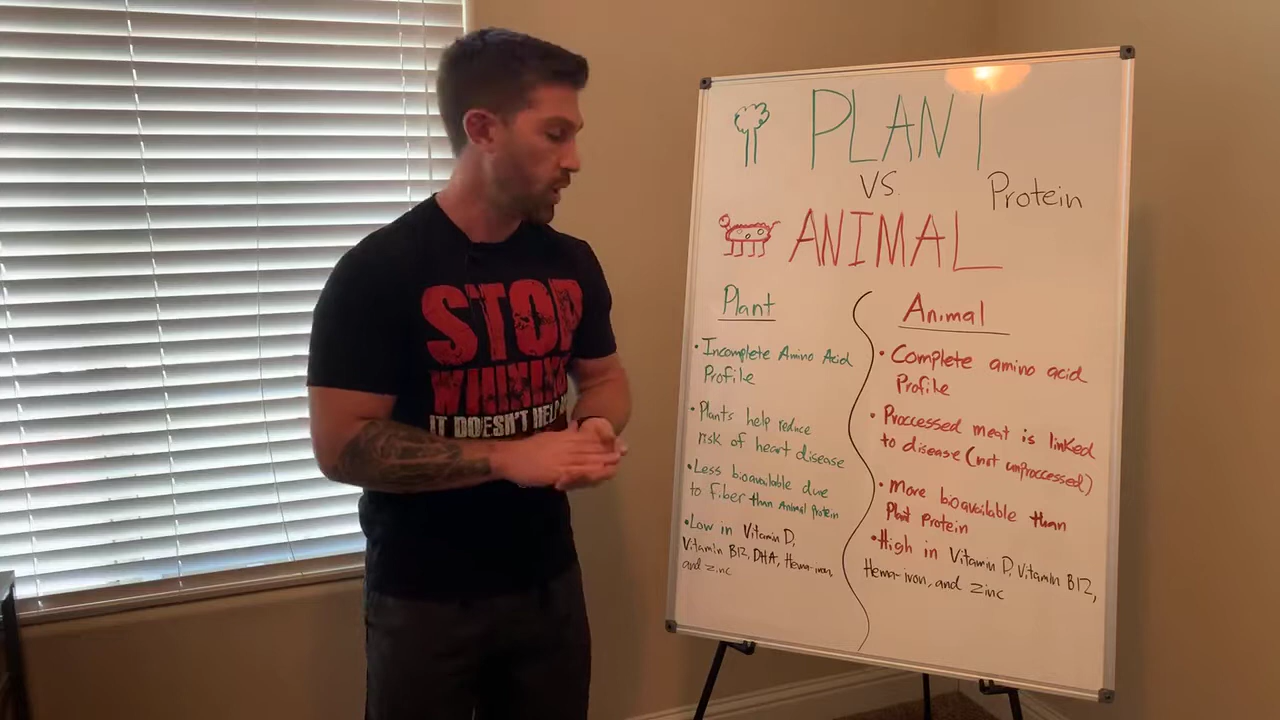 PLANT
VS.
Protein
ANIMAL
Plant
• Incomplete Amino Acid
Profile
• Plants help reduce
risk of heart disease
• Less bioavailable due
to fiber than Animal protein
• Low in Vitamin D,
Vitamin B12, DHA, Heme-iron,
and zinc
Animal
• Complete amino acid
Profile
• Proccessed meat is linked
to disease (not unproccessed)
• More bioavailable than
Plant Protein
• High in Vitamin D, Vitamin B12,
Heme-iron, and zinc
STOP
IT DOESN'T HELP